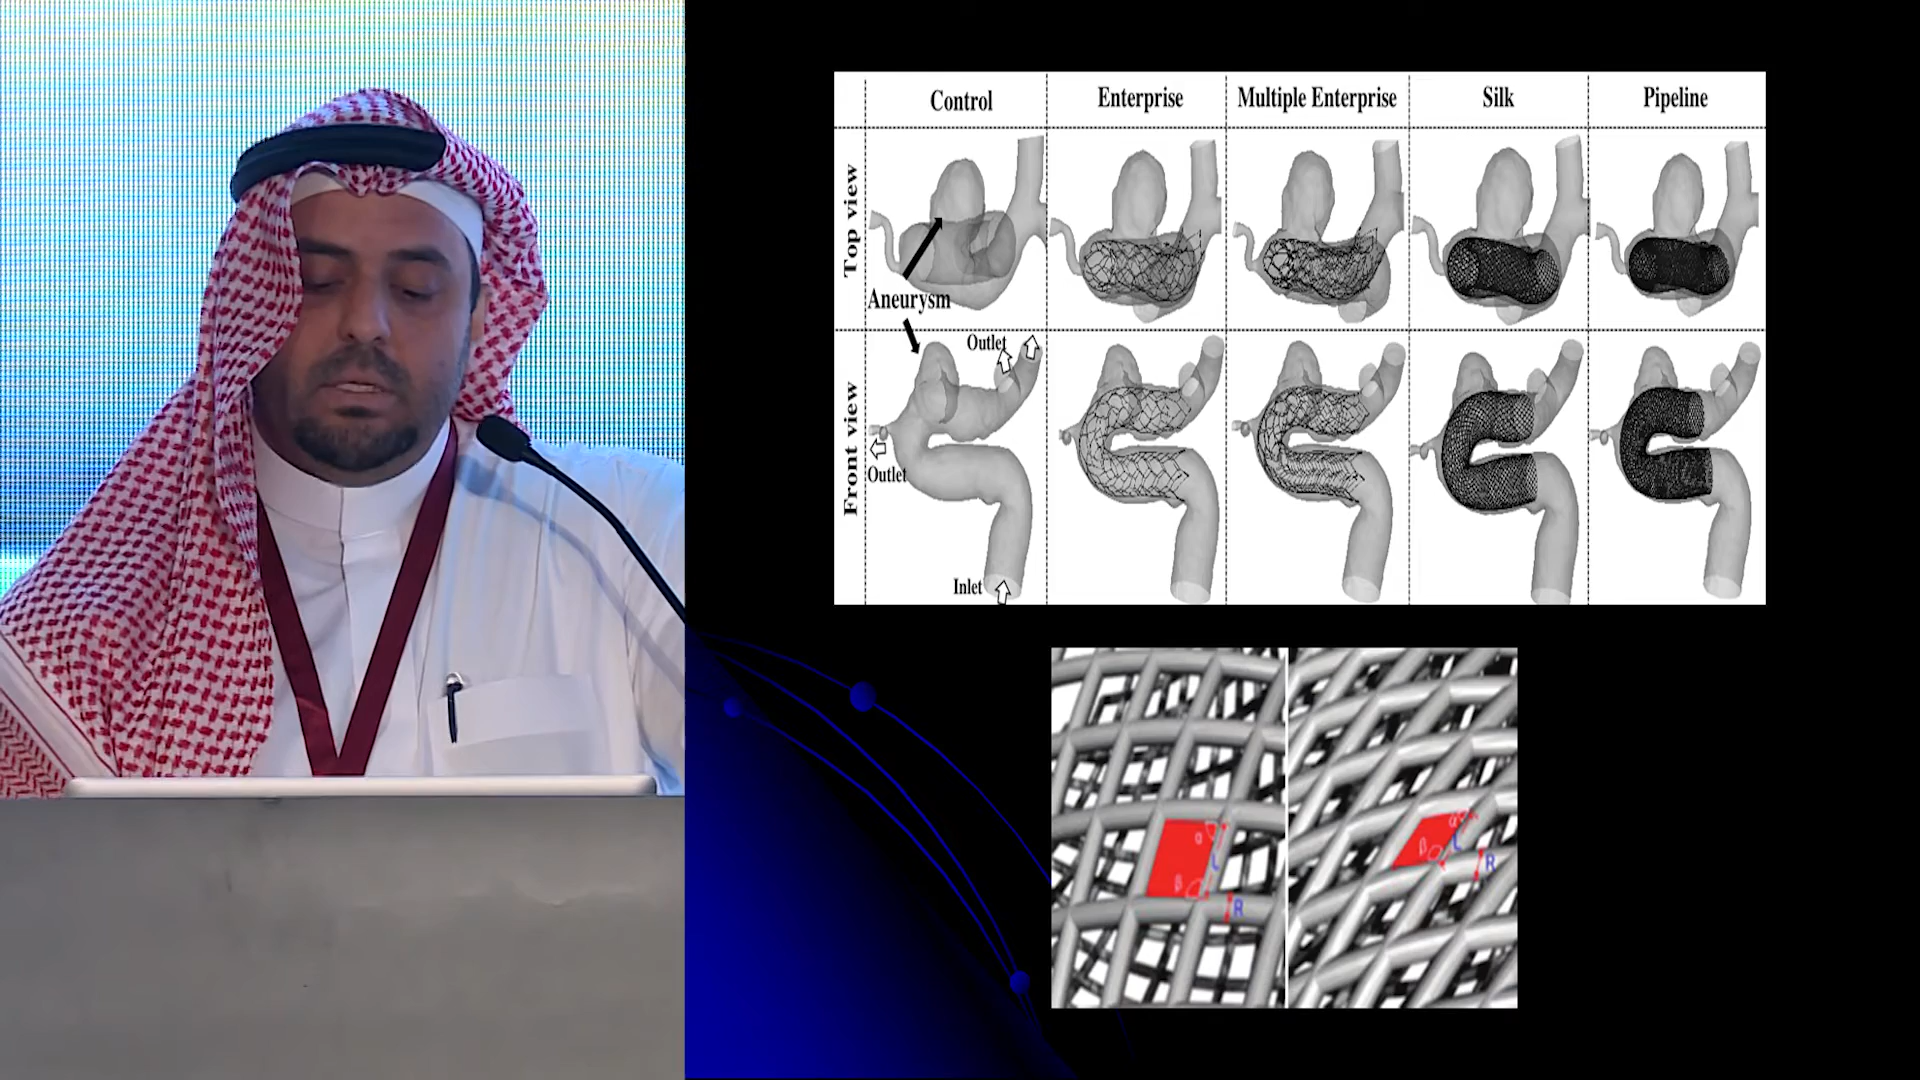 Control
Enterprise
Multiple Enterprise
Silk
Pipeline
Top view
Aneurysm
Front view
Outlet
Outlet
Inlet
α
L
β
R
α
L
β
R